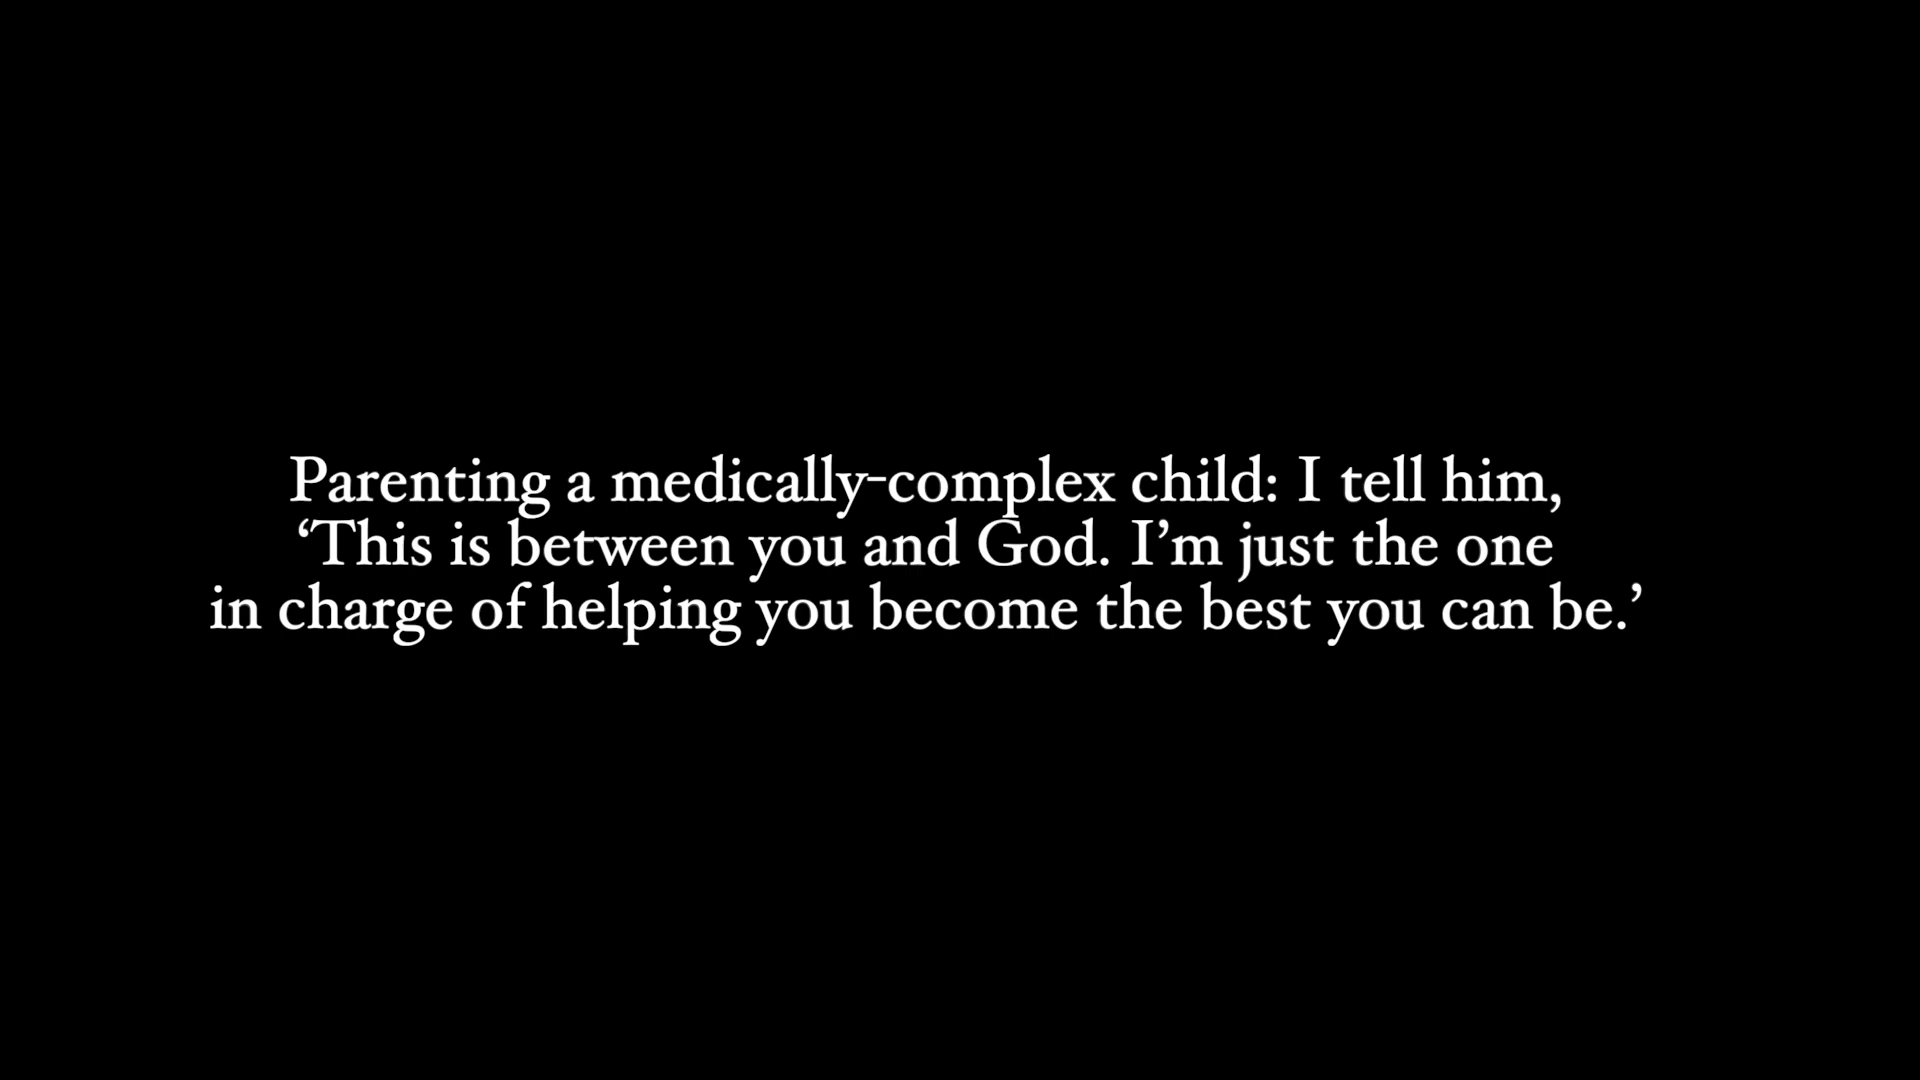 Parenting a medically-complex child: I tell him,
‘This is between you and God. I’m just the one
in charge of helping you become the best you can be.’